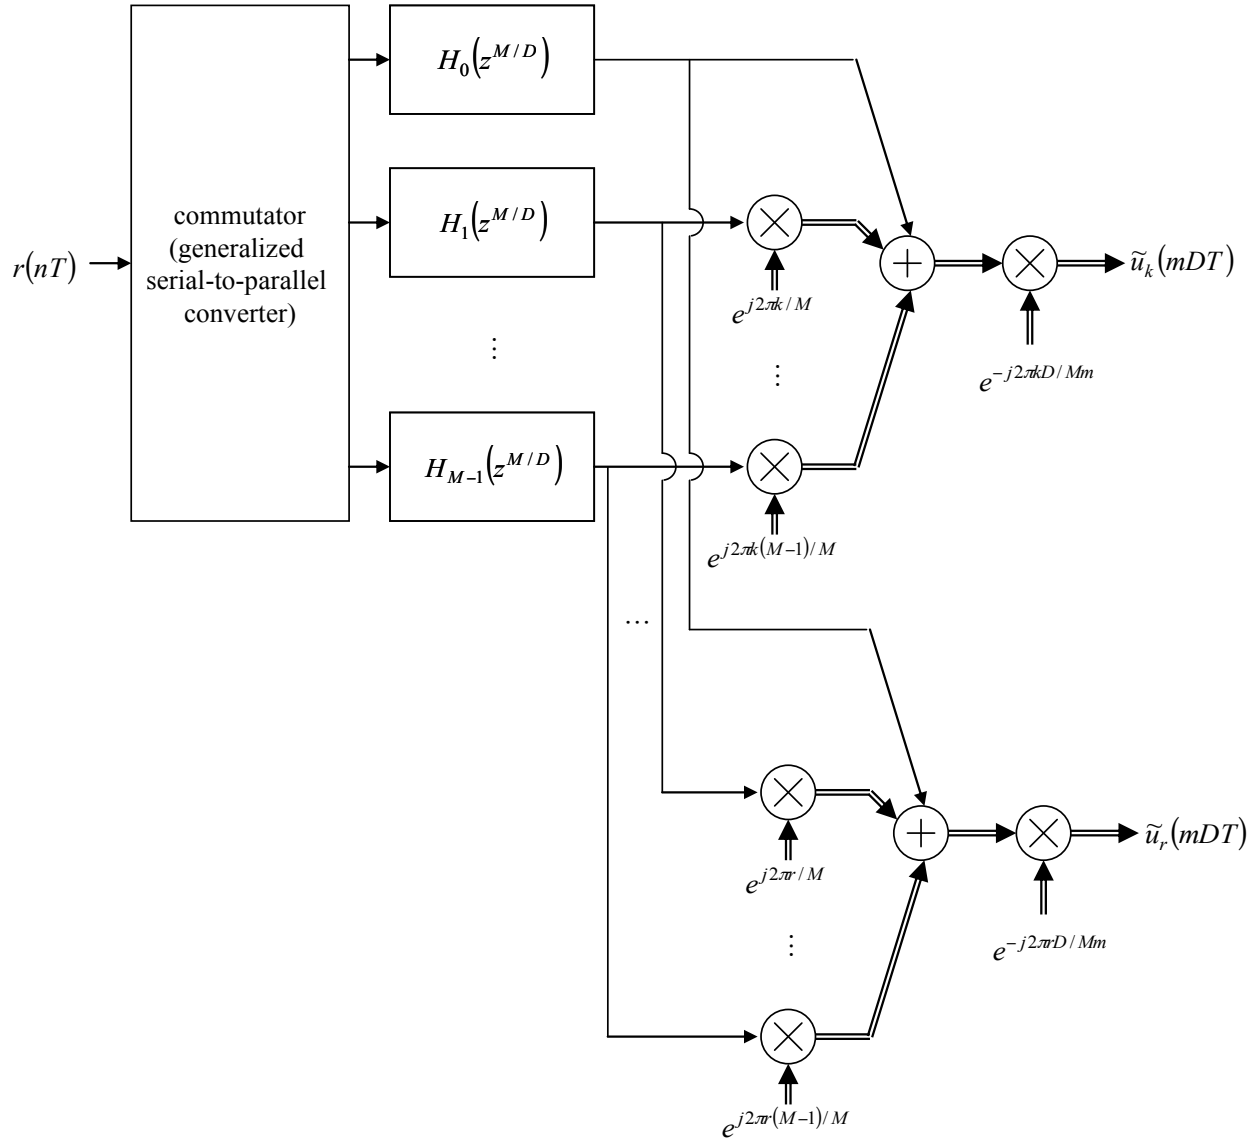 H_0(z^{M/D})
commutator
(generalized
serial-to-parallel
converter)
r(nT)
H_1(z^{M/D})
e^{j2πk/M}
ũ_k(mDT)
e^{-j2πkD/Mm}
⋮
⋮
H_{M-1}(z^{M/D})
e^{j2πk(M-1)/M}
…
e^{j2πr/M}
ũ_r(mDT)
e^{-j2πrD/Mm}
⋮
e^{j2πr(M-1)/M}